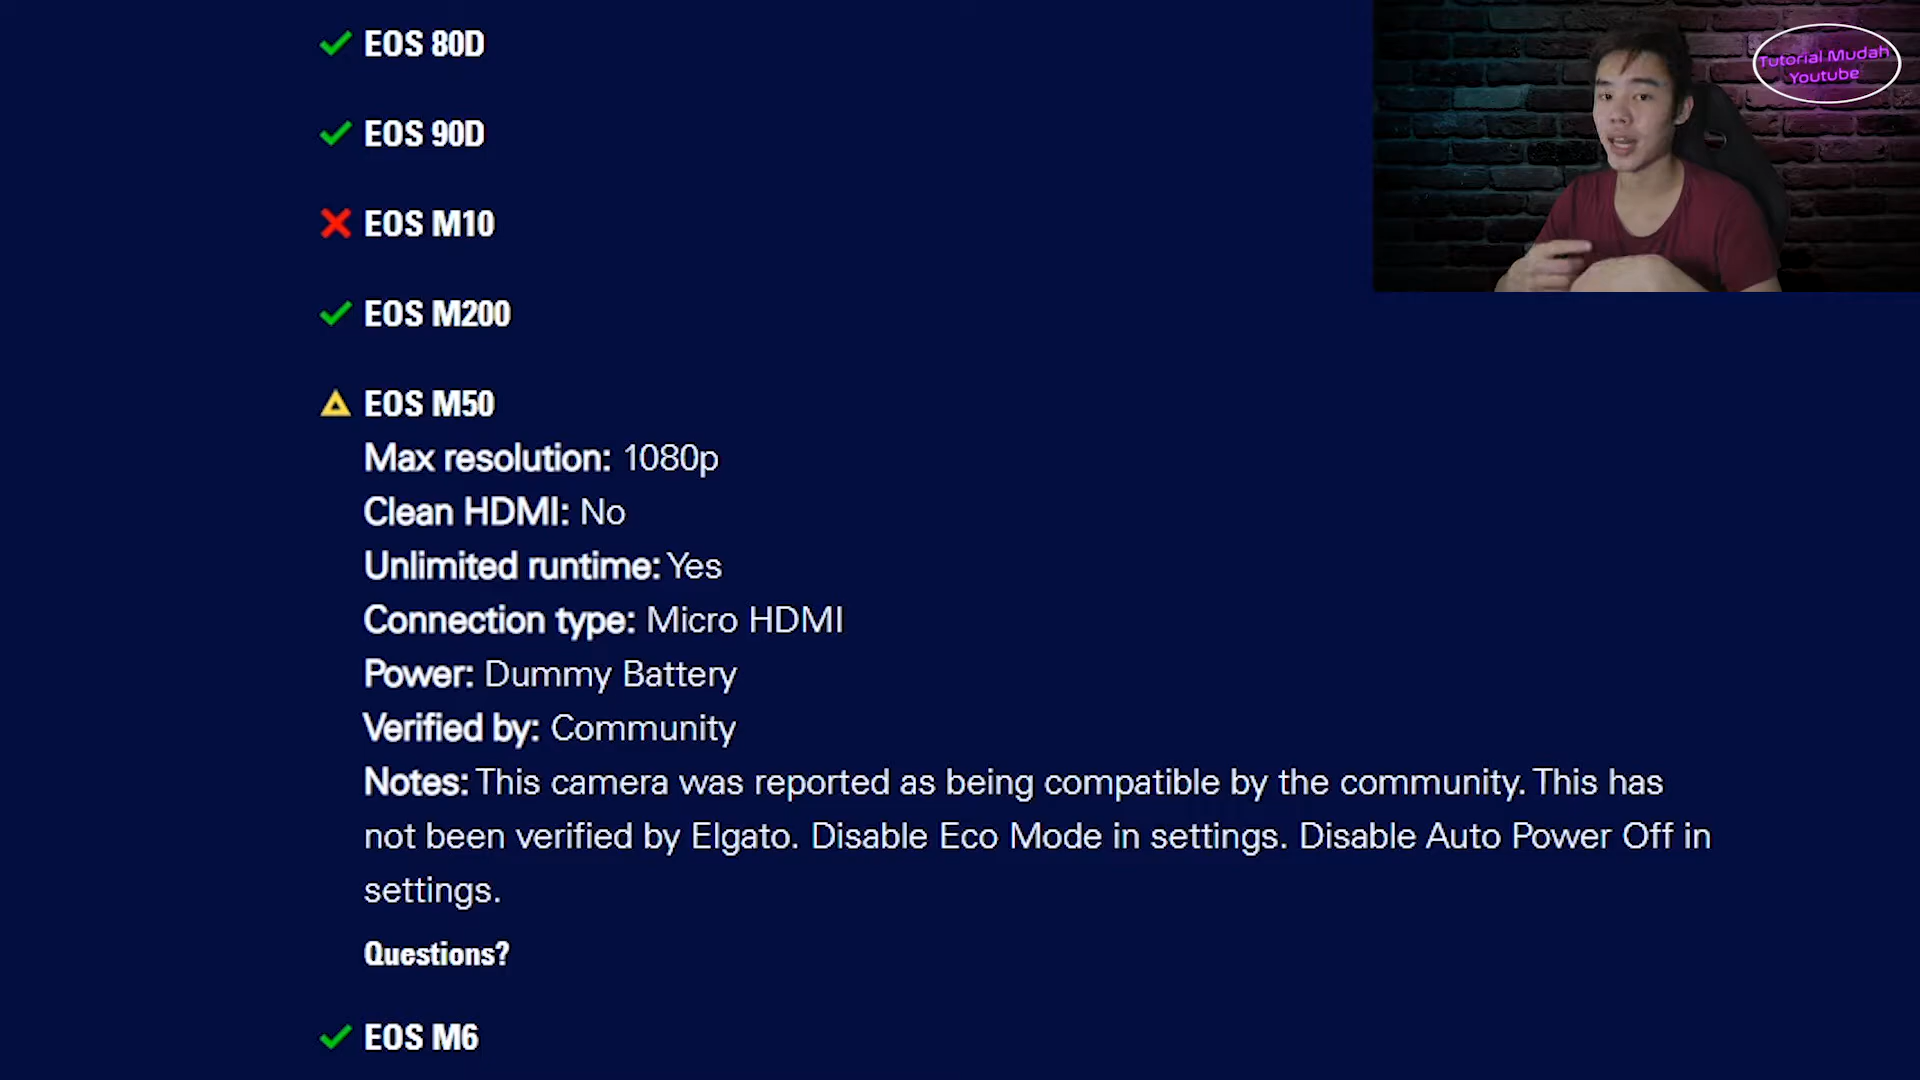 EOS 80D
EOS 90D
EOS M10
EOS M200
EOS M50
Max resolution: 1080p
Clean HDMI: No
Unlimited runtime: Yes
Connection type: Micro HDMI
Power: Dummy Battery
Verified by: Community
Notes: This camera was reported as being compatible by the community. This has
not been verified by Elgato. Disable Eco Mode in settings. Disable Auto Power Off in
settings.
Questions?
EOS M6
Tutorial Mudah
Youtube